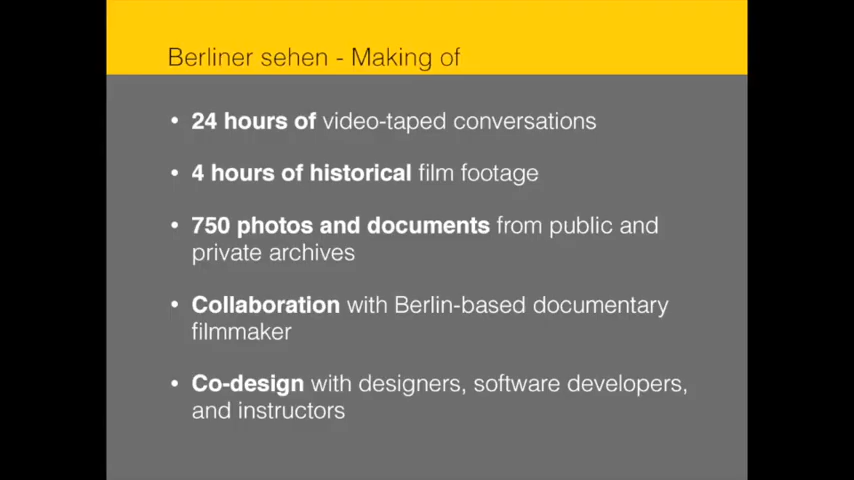 Berliner sehen - Making of
• 24 hours of video-taped conversations
• 4 hours of historical film footage
• 750 photos and documents from public and
private archives
• Collaboration with Berlin-based documentary
filmmaker
• Co-design with designers, software developers,
and instructors